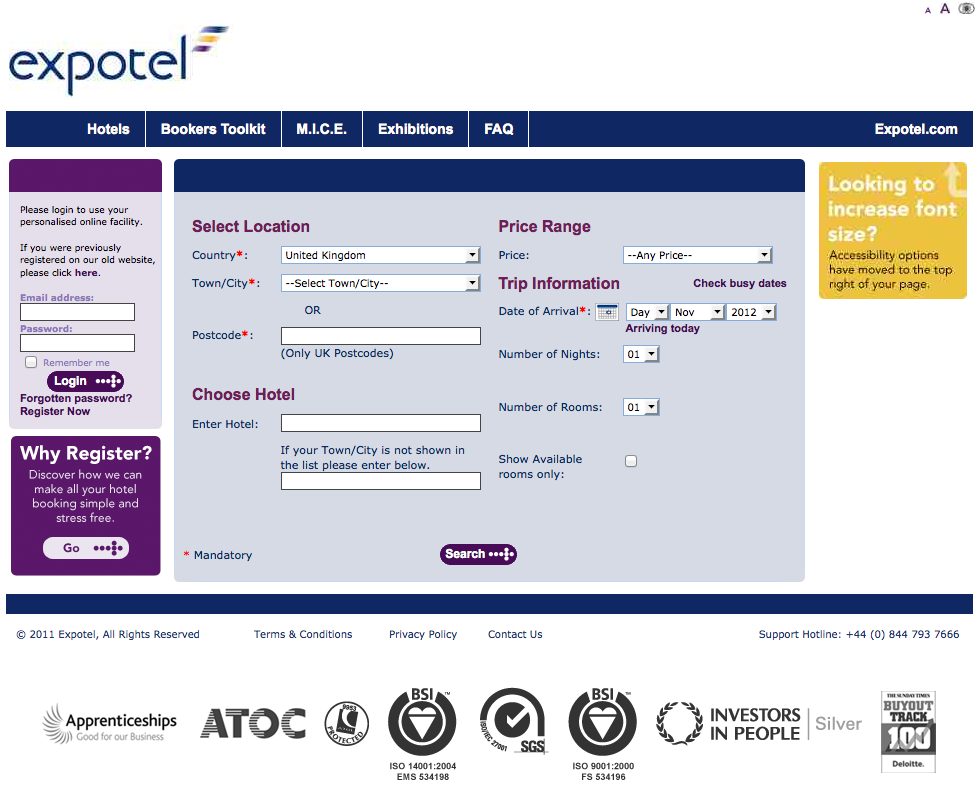 A A
expotel
Hotels
Bookers Toolkit
M.I.C.E.
Exhibitions
FAQ
Expotel.com
Please login to use your
personalised online facility.
If you were previously
registered on our old website,
please click here.
Email address:
Password:
Remember me
Login
Forgotten password?
Register Now
Why Register?
Discover how we can
make all your hotel
booking simple and
stress free.
Go
Select Location
Country*:
United Kingdom
Town/City*:
--Select Town/City--
OR
Postcode*:
(Only UK Postcodes)
Choose Hotel
Enter Hotel:
If your Town/City is not shown in
the list please enter below.
* Mandatory
Search
Price Range
Price:
--Any Price--
Trip Information
Check busy dates
Date of Arrival*:
Day
Nov
2012
Arriving today
Number of Nights:
01
Number of Rooms:
01
Show Available
rooms only:
Looking to
increase font
size?
Accessibility options
have moved to the top
right of your page.
© 2011 Expotel, All Rights Reserved
Terms & Conditions
Privacy Policy
Contact Us
Support Hotline: +44 (0) 844 793 7666
Apprenticeships
Good for our Business
ATOC
9953
PROTECTED
BSI
TM
ISO 14001:2004
EMS 534198
ISO/IEC 27001
SGS
BSI
TM
ISO 9001:2000
FS 534196
INVESTORS
IN PEOPLE
Silver
THE SUNDAY TIMES
BUYOUT
TRACK
100
Deloitte.